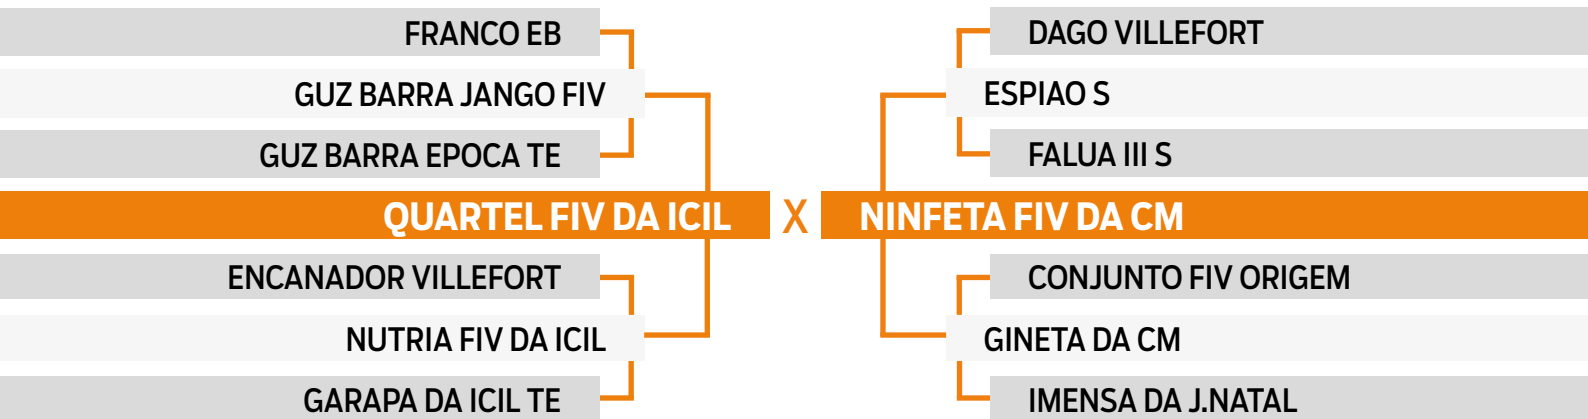 FRANCO EB
GUZ BARRA JANGO FIV
GUZ BARRA EPOCA TE
QUARTEL FIV DA ICIL X NINFETA FIV DA CM
ENCANADOR VILLEFORT
NUTRIA FIV DA ICIL
GARAPA DA ICIL TE
DAGO VILLEFORT
ESPIAO S
FALUA III S
CONJUNTO FIV ORIGEM
GINETA DA CM
IMENSA DA J.NATAL